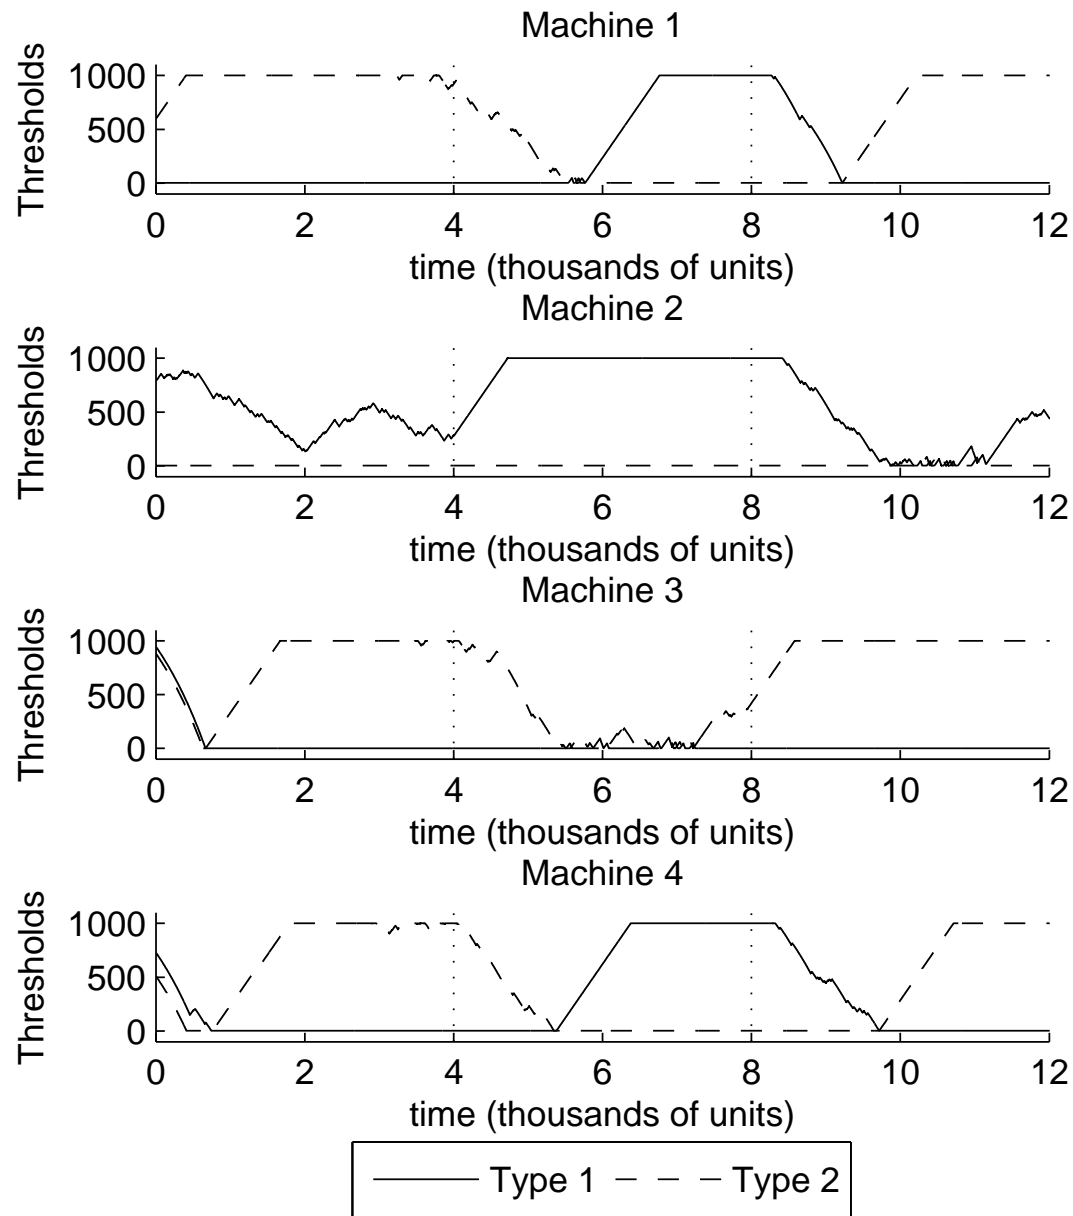 Machine 1
Thresholds
1000
500
0
0 2 4 6 8 10 12
time (thousands of units)
Machine 2
Thresholds
1000
500
0
0 2 4 6 8 10 12
time (thousands of units)
Machine 3
Thresholds
1000
500
0
0 2 4 6 8 10 12
time (thousands of units)
Machine 4
Thresholds
1000
500
0
0 2 4 6 8 10 12
time (thousands of units)
Type 1 Type 2